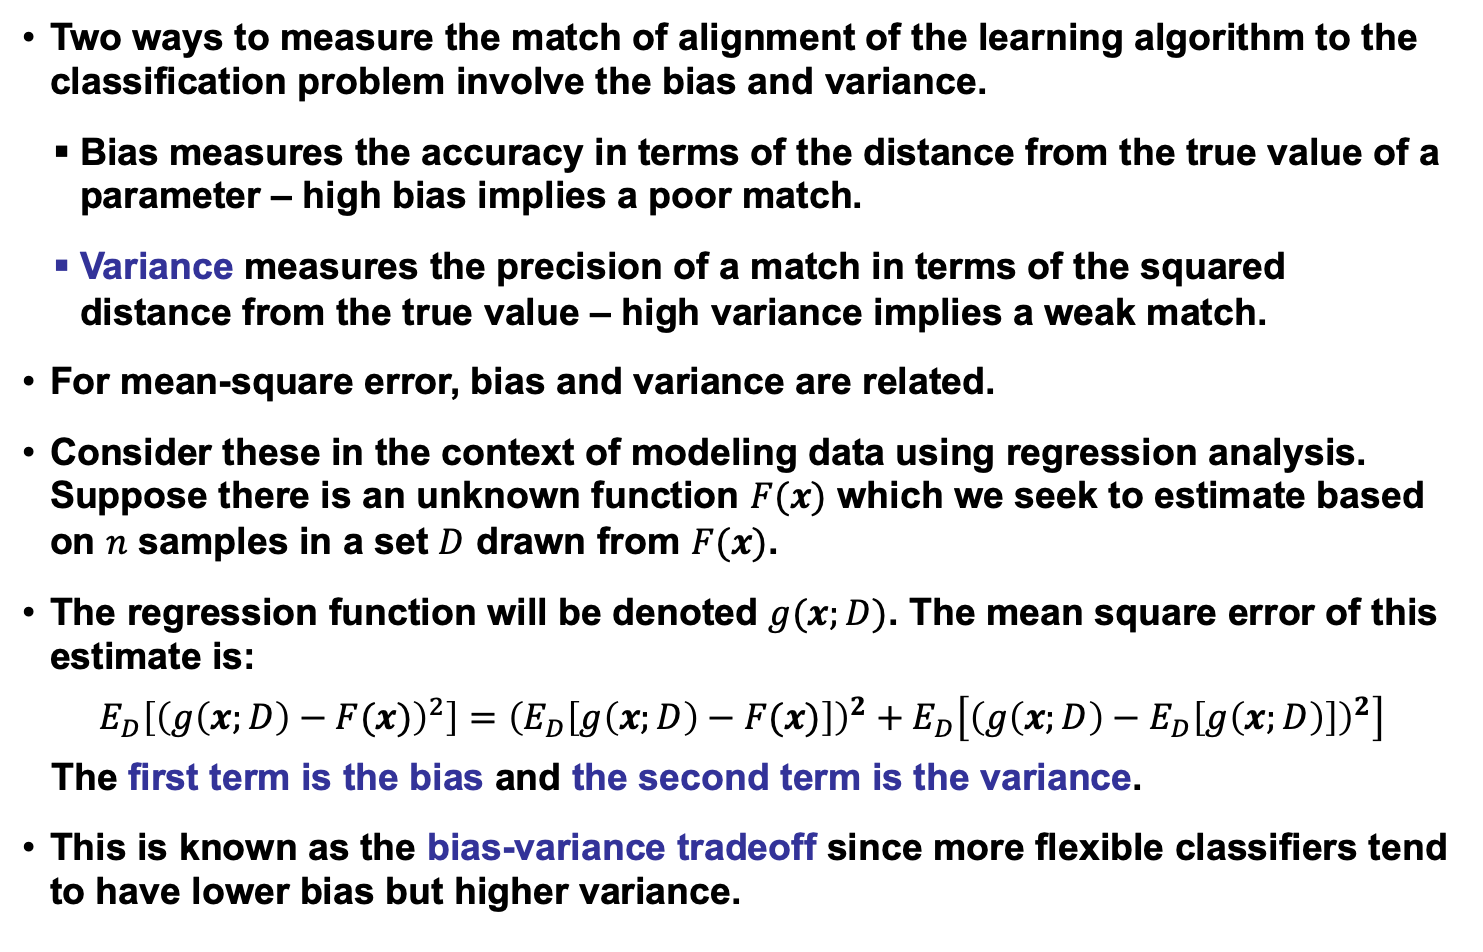 • Two ways to measure the match of alignment of the learning algorithm to the
classification problem involve the bias and variance.
▪ Bias measures the accuracy in terms of the distance from the true value of a
parameter – high bias implies a poor match.
▪ Variance measures the precision of a match in terms of the squared
distance from the true value – high variance implies a weak match.
• For mean-square error, bias and variance are related.
• Consider these in the context of modeling data using regression analysis.
Suppose there is an unknown function F(x) which we seek to estimate based
on n samples in a set D drawn from F(x).
• The regression function will be denoted g(x; D). The mean square error of this
estimate is:
E_D[(g(x; D) – F(x))²] = (E_D[g(x; D) – F(x)])² + E_D[(g(x; D) – E_D[g(x; D)])²]
The first term is the bias and the second term is the variance.
• This is known as the bias-variance tradeoff since more flexible classifiers tend
to have lower bias but higher variance.